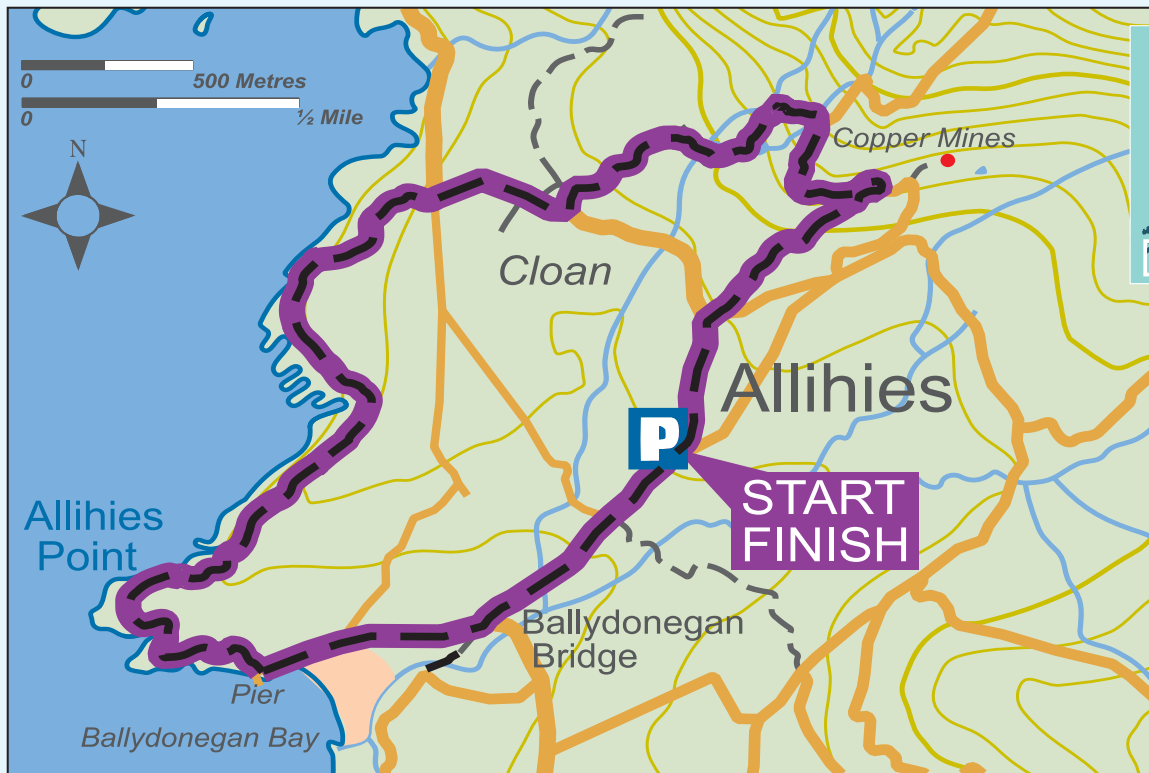 0 500 Metres
0 ½ Mile
N
Copper Mines
Cloan
Allihies
P
START
FINISH
Allihies
Point
Ballydonegan
Bridge
Pier
Ballydonegan Bay